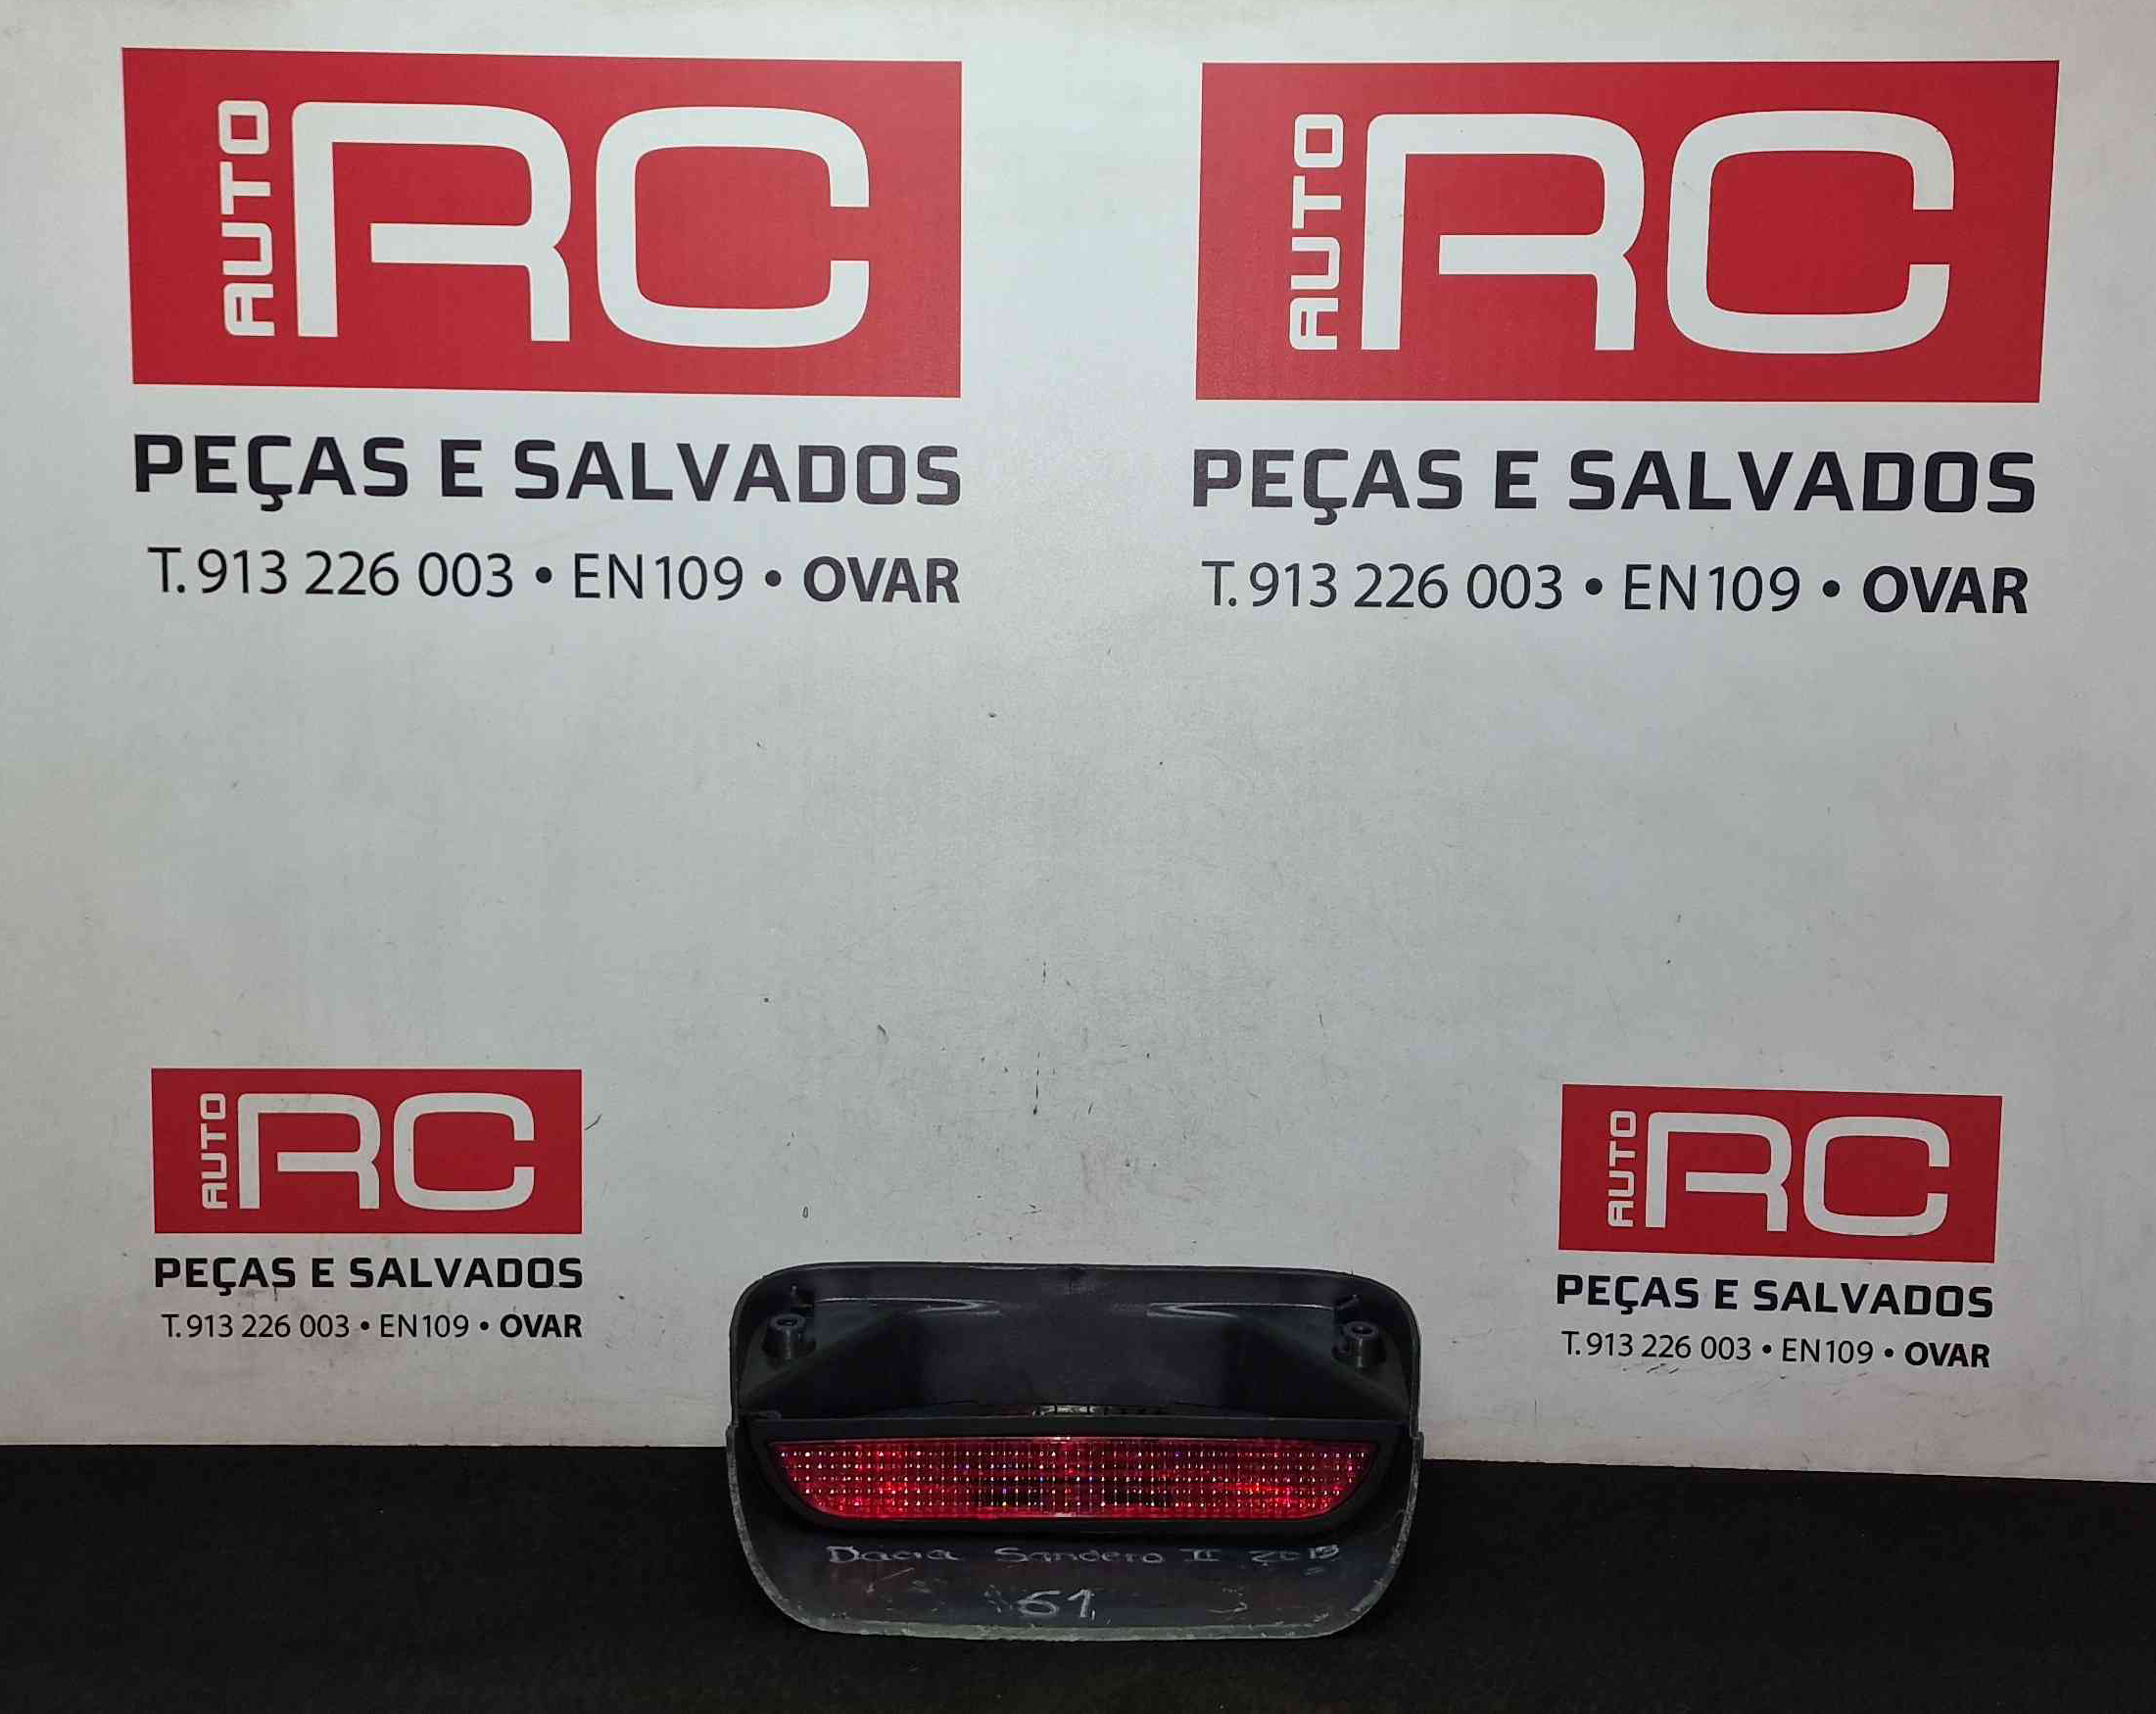 AUTO RC
PEÇAS E SALVADOS
T. 913 226 003 • EN109 • OVAR
AUTO RC
PEÇAS E SALVADOS
T. 913 226 003 • EN109 • OVAR
AUTO RC
PEÇAS E SALVADOS
T. 913 226 003 • EN109 • OVAR
AUTO RC
PEÇAS E SALVADOS
T. 913 226 003 • EN109 • OVAR
Dacia Sandero II
61